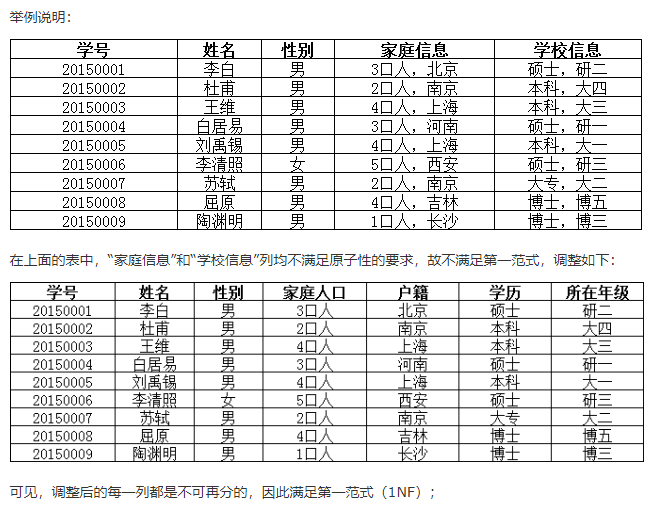 举例说明：
学号 姓名 性别 家庭信息 学校信息
20150001 李白 男 3口人，北京 硕士，研二
20150002 杜甫 男 2口人，南京 本科，大四
20150003 王维 男 4口人，上海 本科，大三
20150004 白居易 男 3口人，河南 硕士，研一
20150005 刘禹锡 男 4口人，上海 本科，大一
20150006 李清照 女 5口人，西安 硕士，研三
20150007 苏轼 男 2口人，南京 大专，大二
20150008 屈原 男 4口人，吉林 博士，博五
20150009 陶渊明 男 1口人，长沙 博士，博三
在上面的表中，“家庭信息”和“学校信息”列均不满足原子性的要求，故不满足第一范式，调整如下：
学号 姓名 性别 家庭人口 户籍 学历 所在年级
20150001 李白 男 3口人 北京 硕士 研二
20150002 杜甫 男 2口人 南京 本科 大四
20150003 王维 男 4口人 上海 本科 大三
20150004 白居易 男 3口人 河南 硕士 研一
20150005 刘禹锡 男 4口人 上海 本科 大一
20150006 李清照 女 5口人 西安 硕士 研三
20150007 苏轼 男 2口人 南京 大专 大二
20150008 屈原 男 4口人 吉林 博士 博五
20150009 陶渊明 男 1口人 长沙 博士 博三
可见，调整后的每一列都是不可再分的，因此满足第一范式（1NF）；